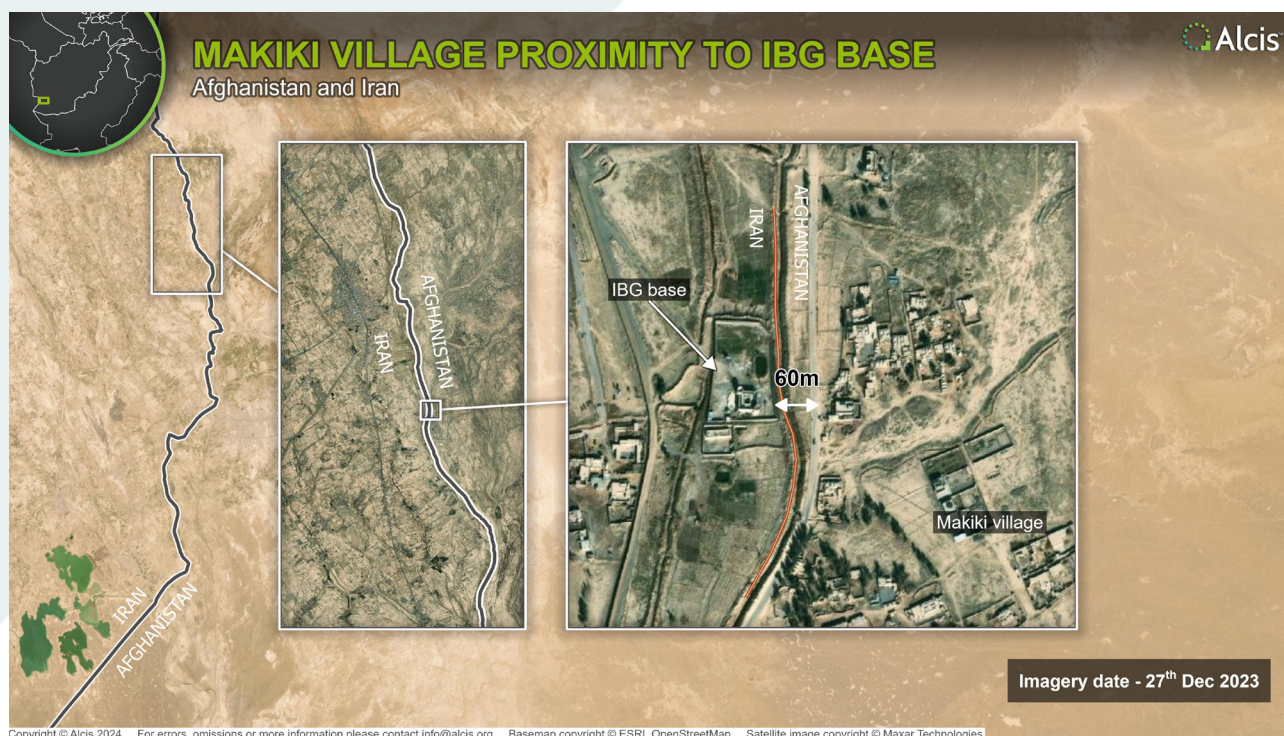 MAKIKI VILLAGE PROXIMITY TO IBG BASE
Afghanistan and Iran
Alcis
IRAN
AFGHANISTAN
IRAN
AFGHANISTAN
IRAN
AFGHANISTAN
IBG base
60m
Makiki village
Imagery date - 27th Dec 2023
Copyright © Alcis 2024 For errors, omissions or more information please contact info@alcis.org Basemap copyright © ESRI, OpenStreetMap Satellite image copyright © Maxar Technologies